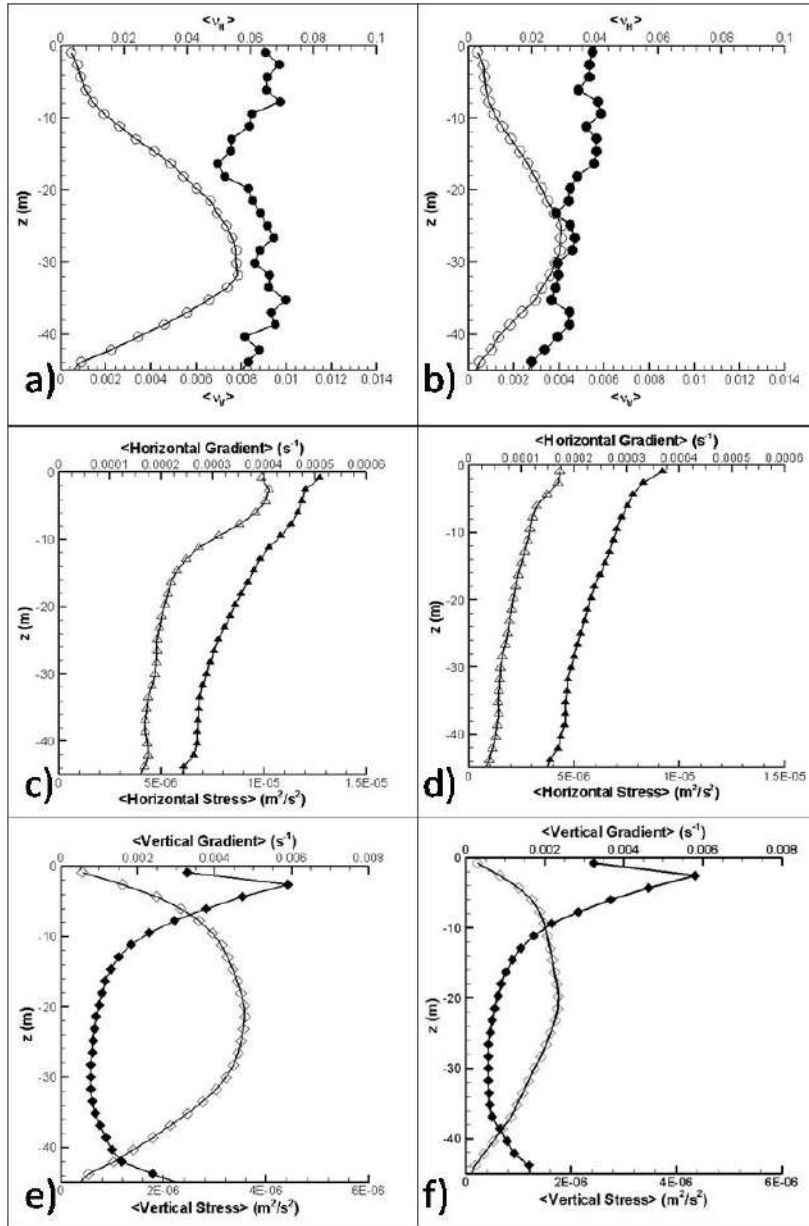 <νH> <νH>
0 0.02 0.04 0.06 0.08 0.1 0 0.02 0.04 0.06 0.08 0.1
0 0
-10 -10
-20 -20
z (m) z (m)
-30 -30
-40 -40
a) b)
0 0.002 0.004 0.006 0.008 0.01 0.012 0.014 0 0.002 0.004 0.006 0.008 0.01 0.012 0.014
<νV> <νV>
<Horizontal Gradient> (s-1) <Horizontal Gradient> (s-1)
0 0.0001 0.0002 0.0003 0.0004 0.0005 0.0006 0 0.0001 0.0002 0.0003 0.0004 0.0005 0.0006
0 0
-10 -10
-20 -20
z (m) z (m)
-30 -30
-40 -40
c) d)
5E-06 1E-05 1.5E-05 5E-06 1E-05 1.5E-05
<Horizontal Stress> (m2/s2) <Horizontal Stress> (m2/s2)
<Vertical Gradient> (s-1) <Vertical Gradient> (s-1)
0 0.002 0.004 0.006 0.008 0 0.002 0.004 0.006 0.008
0 0
-10 -10
-20 -20
z (m) z (m)
-30 -30
-40 -40
e) f)
0 2E-06 4E-06 6E-06 0 2E-06 4E-06 6E-06
<Vertical Stress> (m2/s2) <Vertical Stress> (m2/s2)